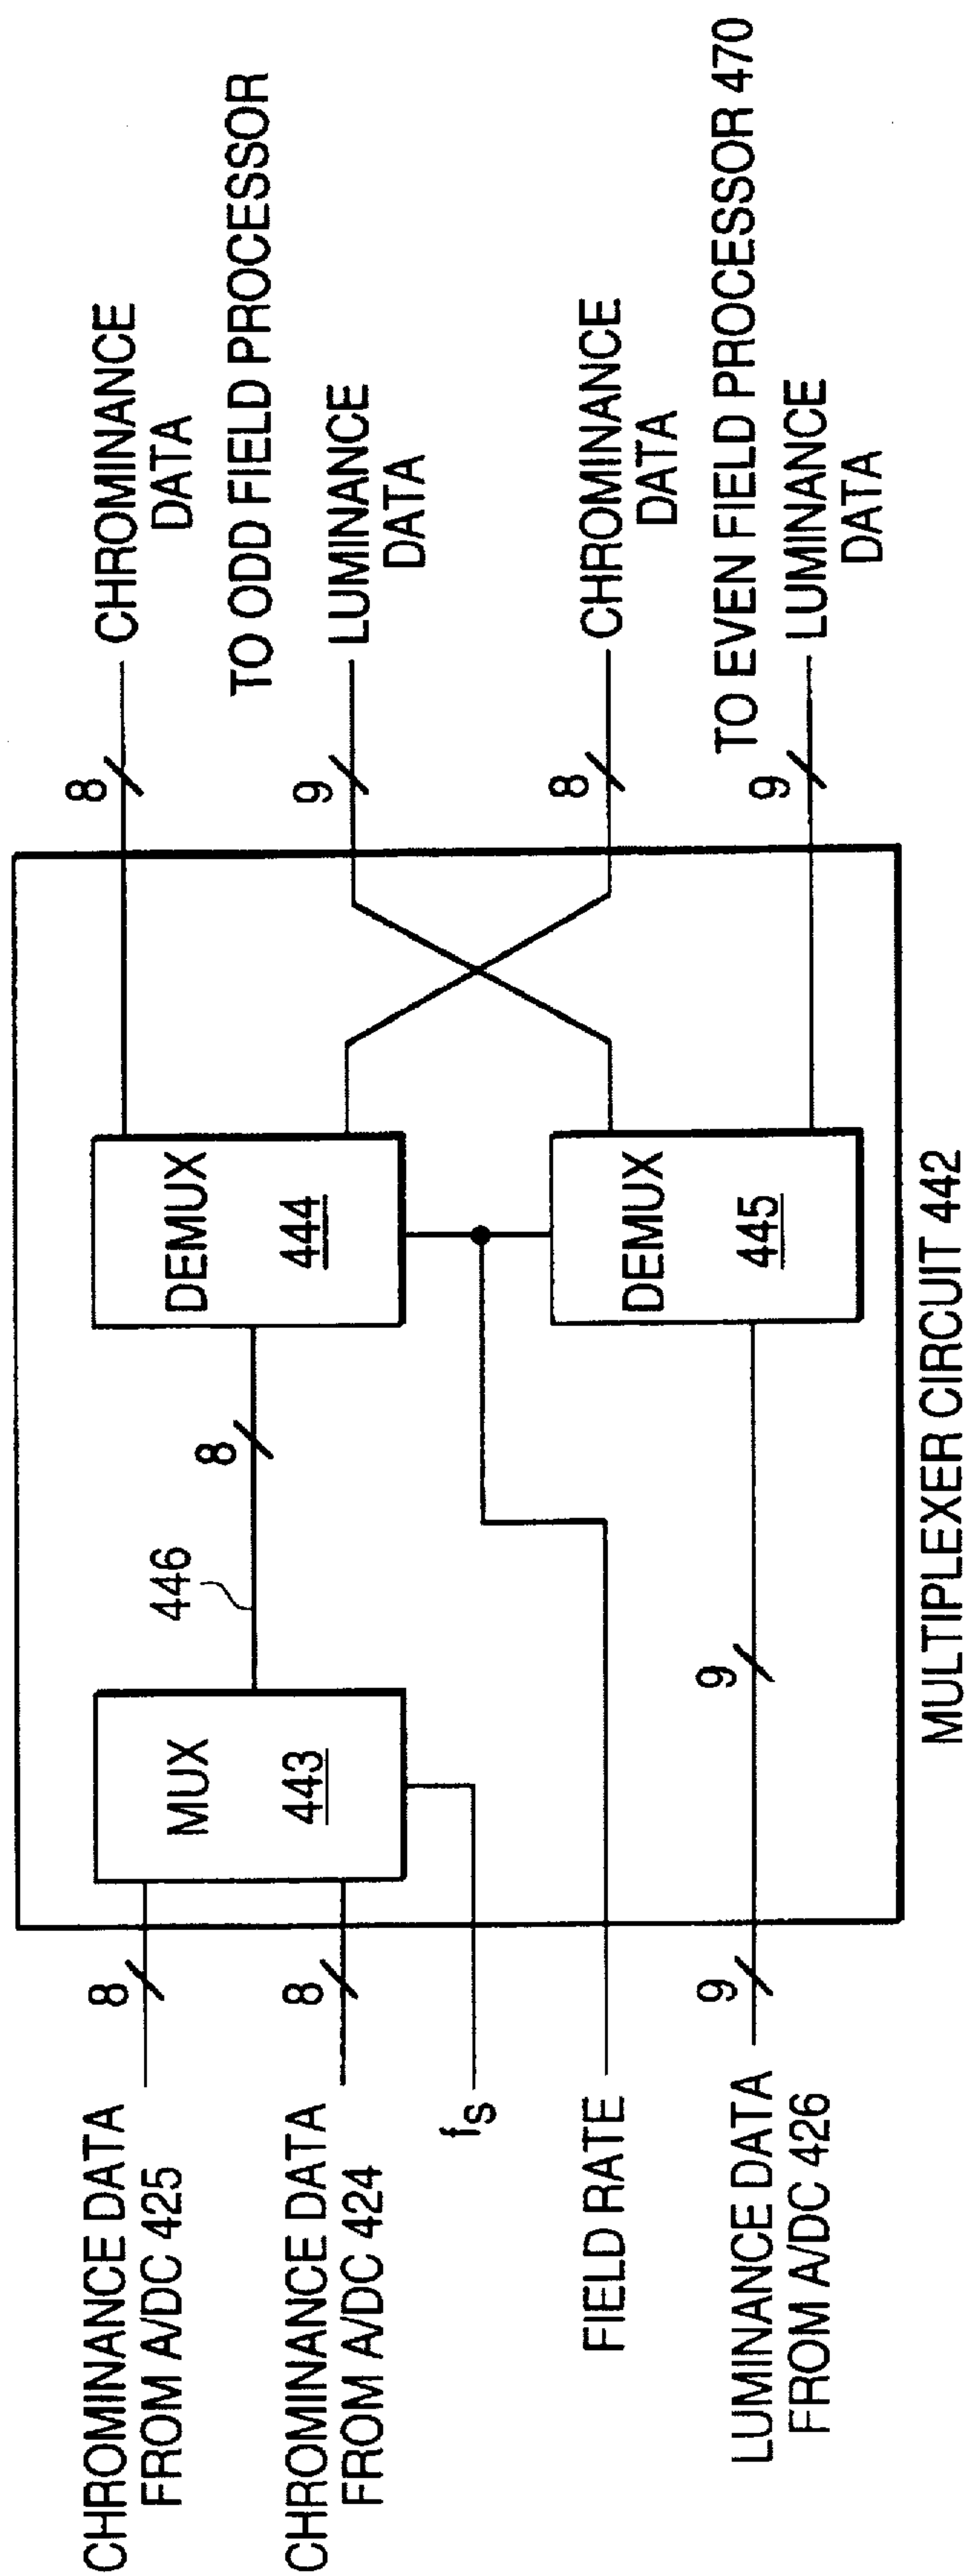 CHROMINANCE DATA
FROM A/DC 425
8
CHROMINANCE DATA
FROM A/DC 424
8
fS
FIELD RATE
LUMINANCE DATA
FROM A/DC 426
9
MUX
443
446
8
9
DEMUX
444
DEMUX
445
8
CHROMINANCE
DATA
TO ODD FIELD PROCESSOR
9
LUMINANCE
DATA
8
CHROMINANCE
DATA
TO EVEN FIELD PROCESSOR 470
9
LUMINANCE
DATA
MULTIPLEXER CIRCUIT 442